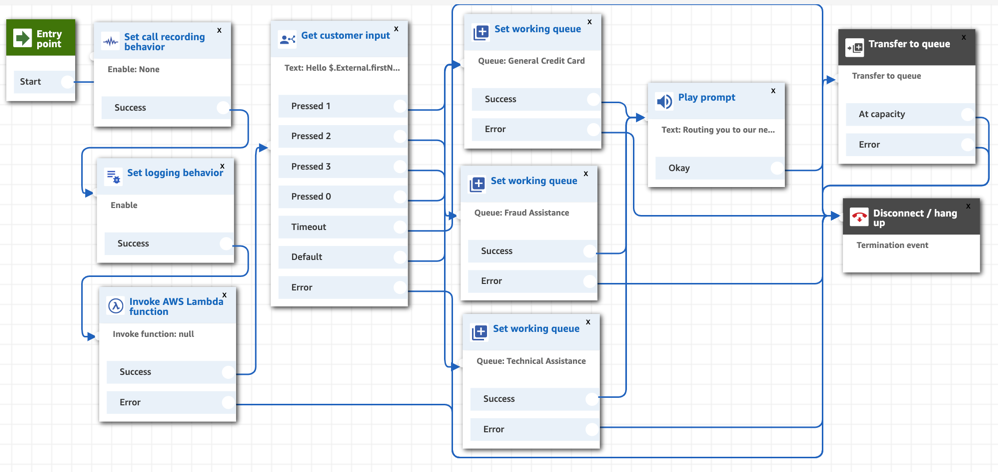 Entry
point
Start
x
Set call recording
behavior
Enable: None
Success
x
Set logging behavior
Enable
Success
x
Invoke AWS Lambda
function
Invoke function: null
Success
Error
x
Get customer input
Text: Hello $.External.firstN...
Pressed 1
Pressed 2
Pressed 3
Pressed 0
Timeout
Default
Error
x
Set working queue
Queue: General Credit Card
Success
Error
x
Set working queue
Queue: Fraud Assistance
Success
Error
x
Set working queue
Queue: Technical Assistance
Success
Error
x
Play prompt
Text: Routing you to our ne...
Okay
x
Transfer to queue
Transfer to queue
At capacity
Error
x
Disconnect / hang
up
Termination event